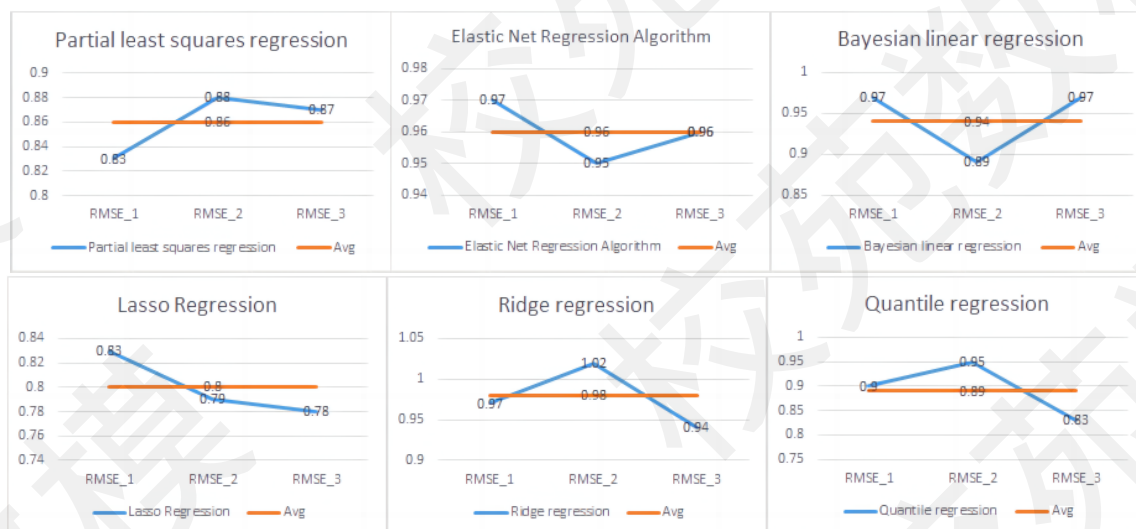 Partial least squares regression
0.9
0.88
0.86
0.84
0.82
0.8
0.83
0.88
0.87
0.86
RMSE_1 RMSE_2 RMSE_3
Partial least squares regression Avg
Elastic Net Regression Algorithm
0.98
0.97
0.96
0.95
0.94
0.97
0.95
0.96
0.96
RMSE_1 RMSE_2 RMSE_3
Elastic Net Regression Algorithm Avg
Bayesian linear regression
1
0.95
0.9
0.85
0.97
0.89
0.97
0.94
RMSE_1 RMSE_2 RMSE_3
Bayesian linear regression Avg
Lasso Regression
0.84
0.82
0.8
0.78
0.76
0.74
0.83
0.79
0.78
0.8
RMSE_1 RMSE_2 RMSE_3
Lasso Regression Avg
Ridge regression
1.05
1
0.95
0.9
0.97
1.02
0.94
0.98
RMSE_1 RMSE_2 RMSE_3
Ridge regression Avg
Quantile regression
1
0.95
0.9
0.85
0.8
0.75
0.9
0.95
0.83
0.89
RMSE_1 RMSE_2 RMSE_3
Quantile regression Avg
校苑数
校苑
模